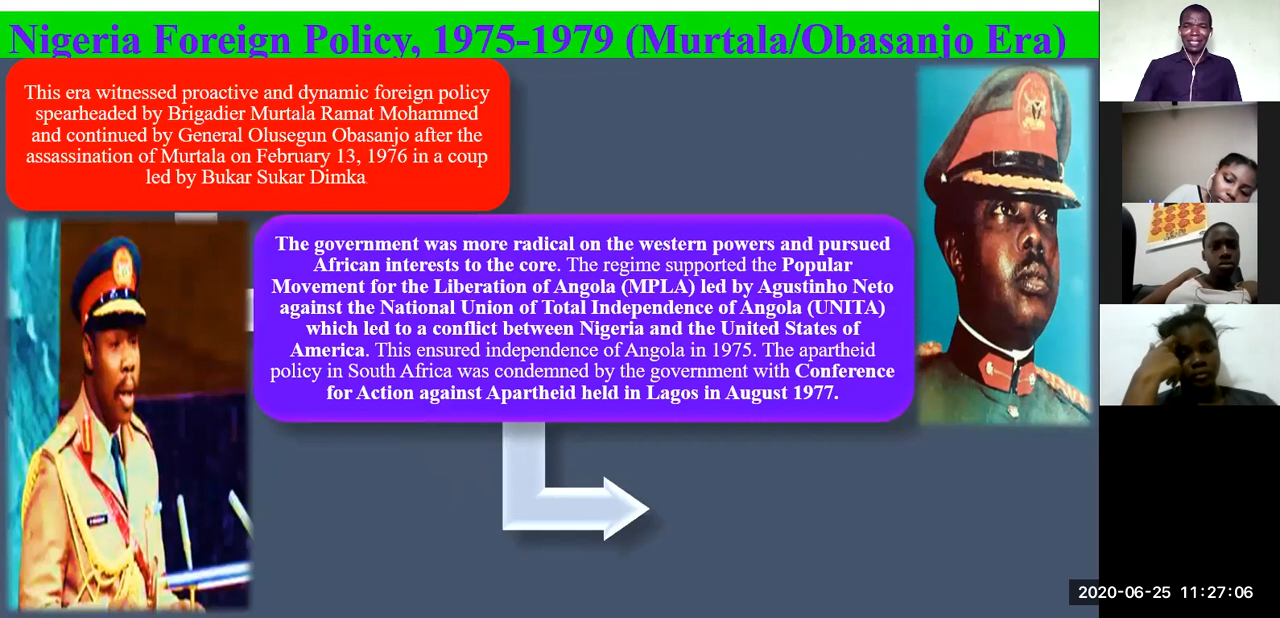 Nigeria Foreign Policy, 1975-1979 (Murtala/Obasanjo Era)
This era witnessed proactive and dynamic foreign policy
spearheaded by Brigadier Murtala Ramat Mohammed
and continued by General Olusegun Obasanjo after the
assassination of Murtala on February 13, 1976 in a coup
led by Bukar Sukar Dimka.
The government was more radical on the western powers and pursued
African interests to the core. The regime supported the Popular
Movement for the Liberation of Angola (MPLA) led by Agustinho Neto
against the National Union of Total Independence of Angola (UNITA)
which led to a conflict between Nigeria and the United States of
America. This ensured independence of Angola in 1975. The apartheid
policy in South Africa was condemned by the government with Conference
for Action against Apartheid held in Lagos in August 1977.
2020-06-25 11:27:06